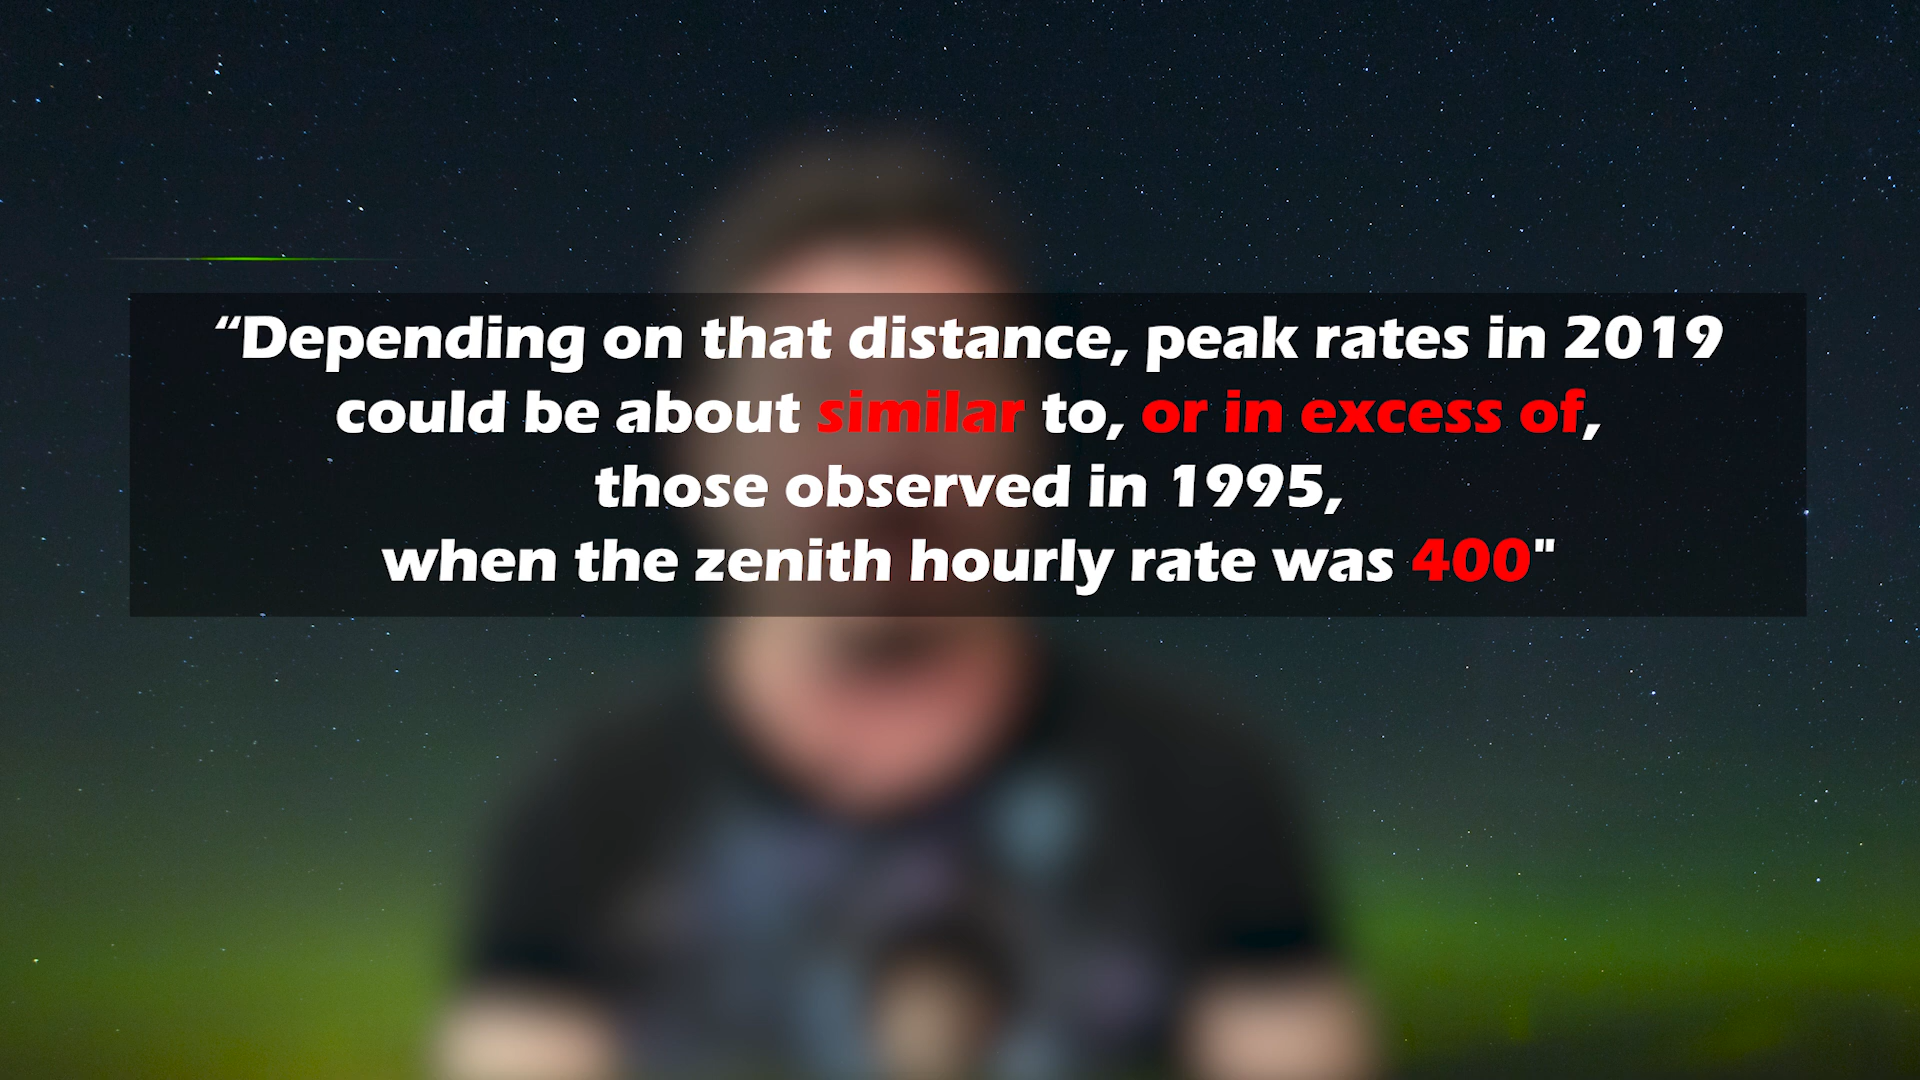 “Depending on that distance, peak rates in 2019
could be about similar to, or in excess of,
those observed in 1995,
when the zenith hourly rate was 400"